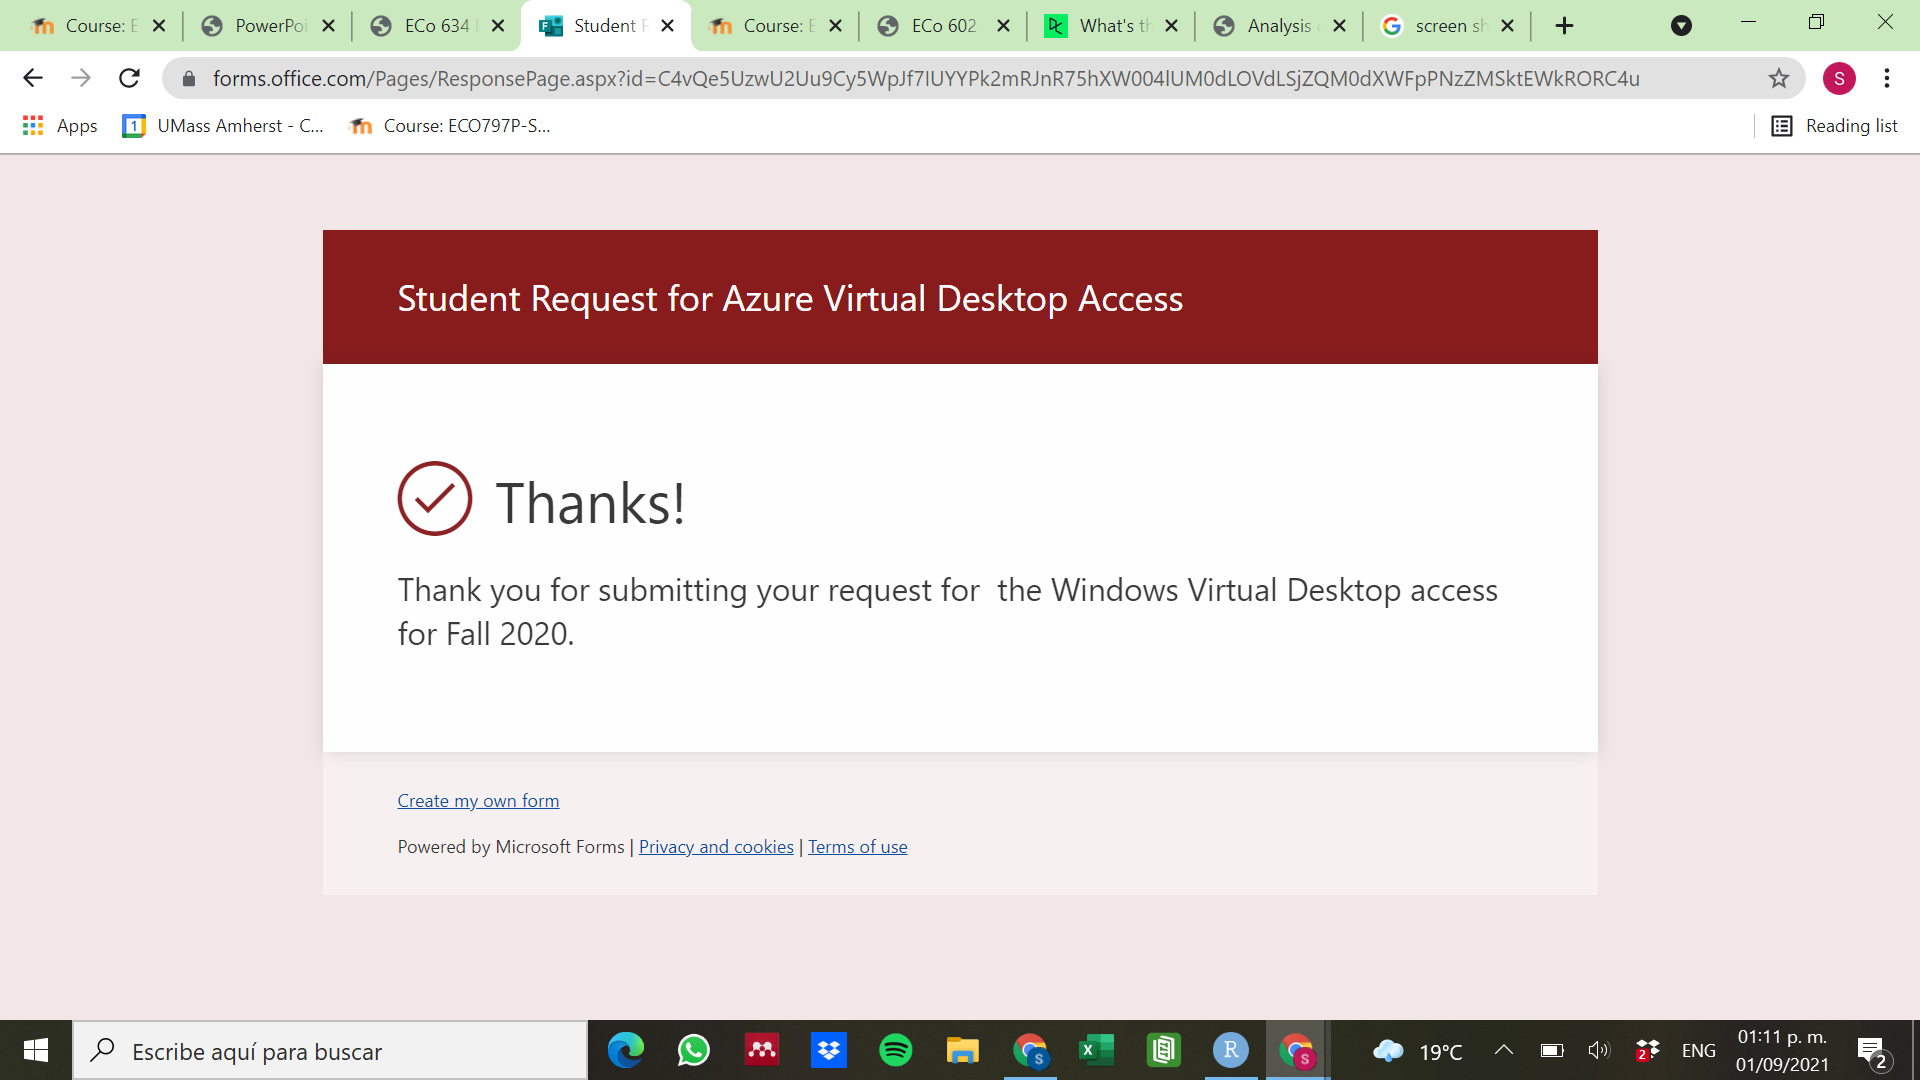 Course: E
PowerPoi
ECo 634
Student F
Course: E
ECo 602
What's th
Analysis
screen sh
forms.office.com/Pages/ResponsePage.aspx?id=C4vQe5UzwU2Uu9Cy5WpJf7lUYYPk2mRJnR75hXW004lUM0dLOVdLSjZQM0dXWFpPNzZMSktEWkRORC4u
S
Apps
1
UMass Amherst - C...
Course: ECO797P-S...
Reading list
Student Request for Azure Virtual Desktop Access
Thanks!
Thank you for submitting your request for the Windows Virtual Desktop access
for Fall 2020.
Create my own form
Powered by Microsoft Forms | Privacy and cookies | Terms of use
Escribe aquí para buscar
S
X
R
S
19°C
2
ENG
01:11 p. m.
01/09/2021
2